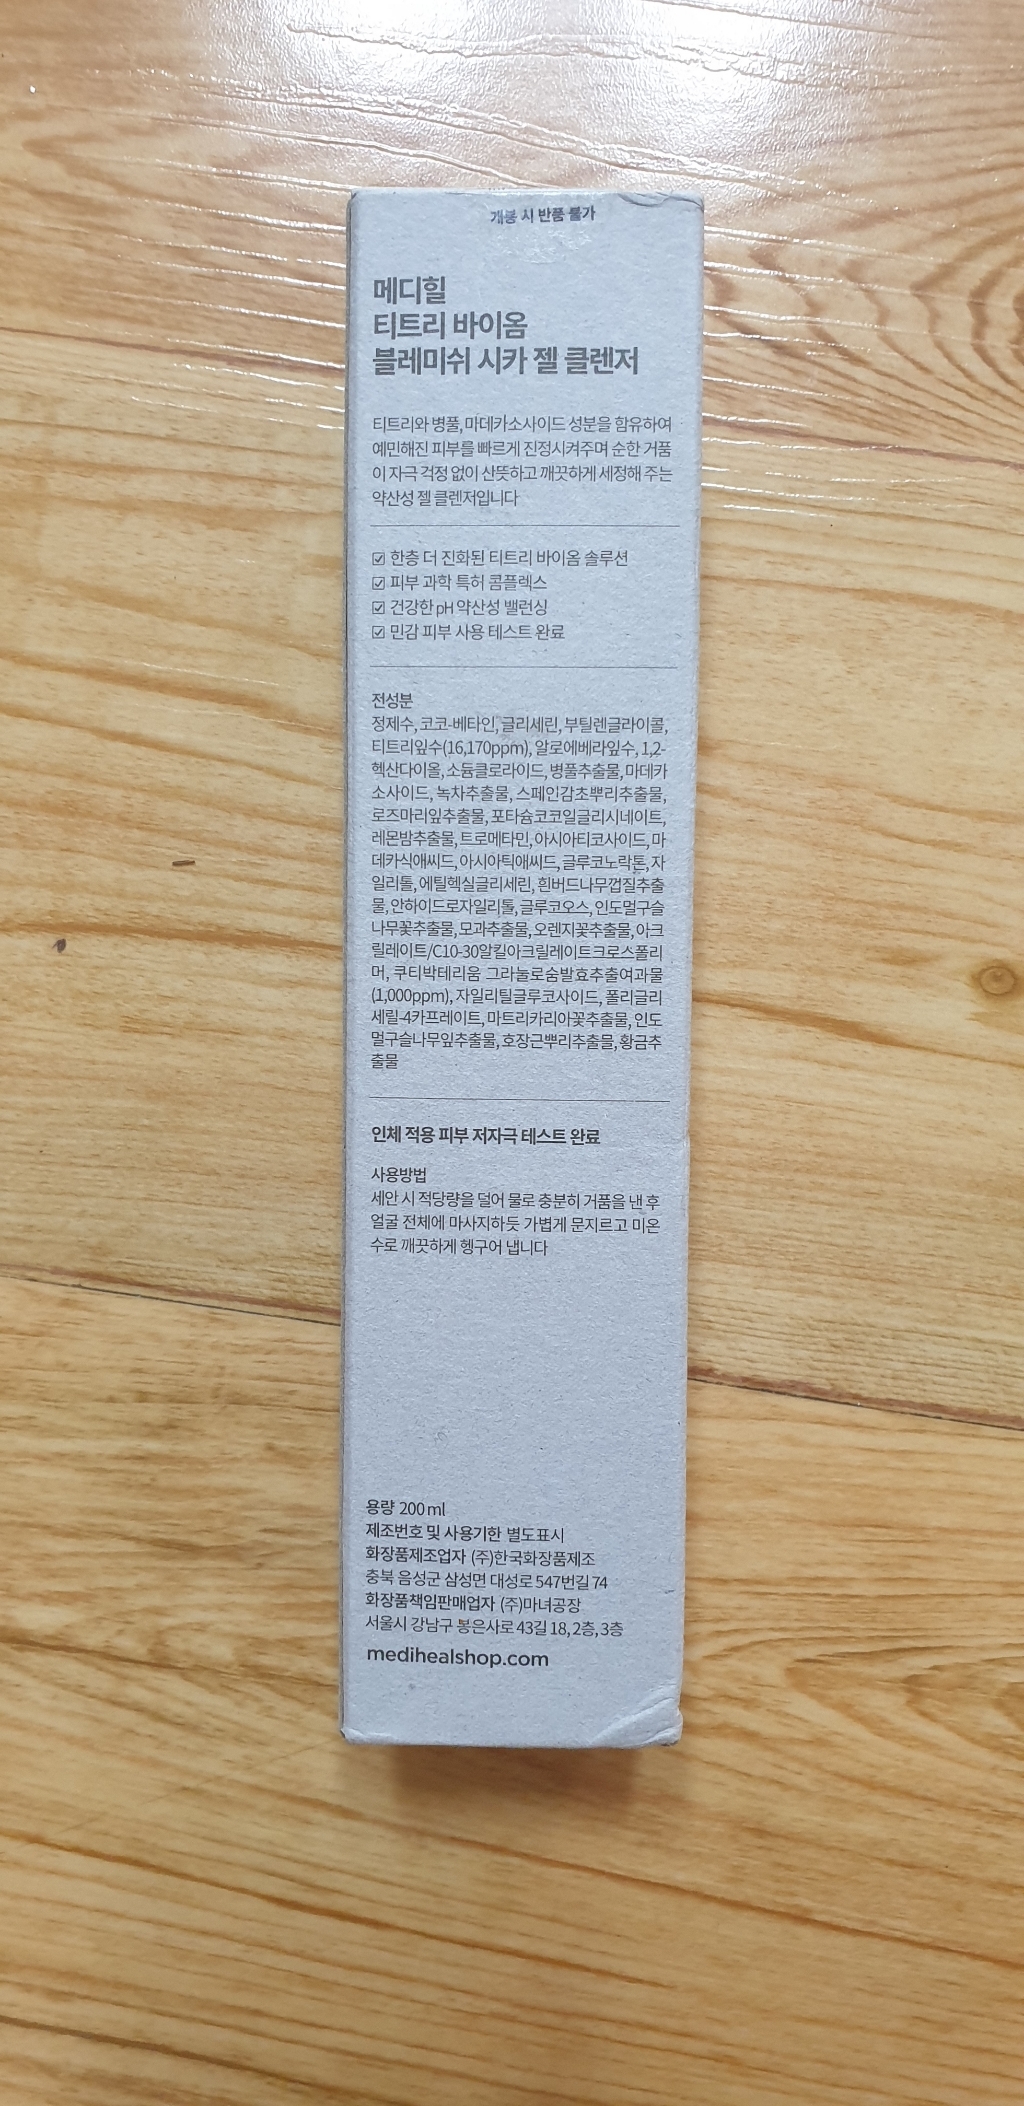 개봉 시 반품 불가
메디힐
티트리 바이옴
블레미쉬 시카 젤 클렌저
티트리와 병풀, 마데카소사이드 성분을 함유하여
예민해진 피부를 빠르게 진정시켜주며 순한 거품
이 자극 걱정 없이 산뜻하고 깨끗하게 세정해 주는
약산성 젤 클렌저입니다
☑ 한층 더 진화된 티트리 바이옴 솔루션
☑ 피부 과학 특허 콤플렉스
☑ 건강한 pH 약산성 밸런싱
☑ 민감 피부 사용 테스트 완료
전성분
정제수, 코코-베타인, 글리세린, 부틸렌글라이콜,
티트리잎수(16,170ppm), 알로에베라잎수, 1,2-
헥산다이올, 소듐클로라이드, 병풀추출물, 마데카
소사이드, 녹차추출물, 스페인감초뿌리추출물,
로즈마리잎추출물, 포타슘코코일글리시네이트,
레몬밤추출물, 트로메타민, 아시아티코사이드, 마
데카식애씨드, 아시아틱애씨드, 글루코노락톤, 자
일리톨, 에틸헥실글리세린, 흰버드나무껍질추출
물, 안하이드로자일리톨, 글루코오스, 인도멀구슬
나무꽃추출물, 모과추출물, 오렌지꽃추출물, 아크
릴레이트/C10-30알킬아크릴레이트크로스폴리
머, 쿠티박테리움 그라눌로숨발효추출여과물
(1,000ppm), 자일리틸글루코사이드, 폴리글리
세릴-4카프레이트, 마트리카리아꽃추출물, 인도
멀구슬나무잎추출물, 호장근뿌리추출물, 황금추
출물
인체 적용 피부 저자극 테스트 완료
사용방법
세안 시 적당량을 덜어 물로 충분히 거품을 낸 후
얼굴 전체에 마사지하듯 가볍게 문지르고 미온
수로 깨끗하게 헹구어 냅니다
용량 200 ml
제조번호 및 사용기한 별도표시
화장품제조업자 (주)한국화장품제조
충북 음성군 삼성면 대성로 547번길 74
화장품책임판매업자 (주)마녀공장
서울시 강남구 봉은사로 43길 18, 2층, 3층
medihealshop.com